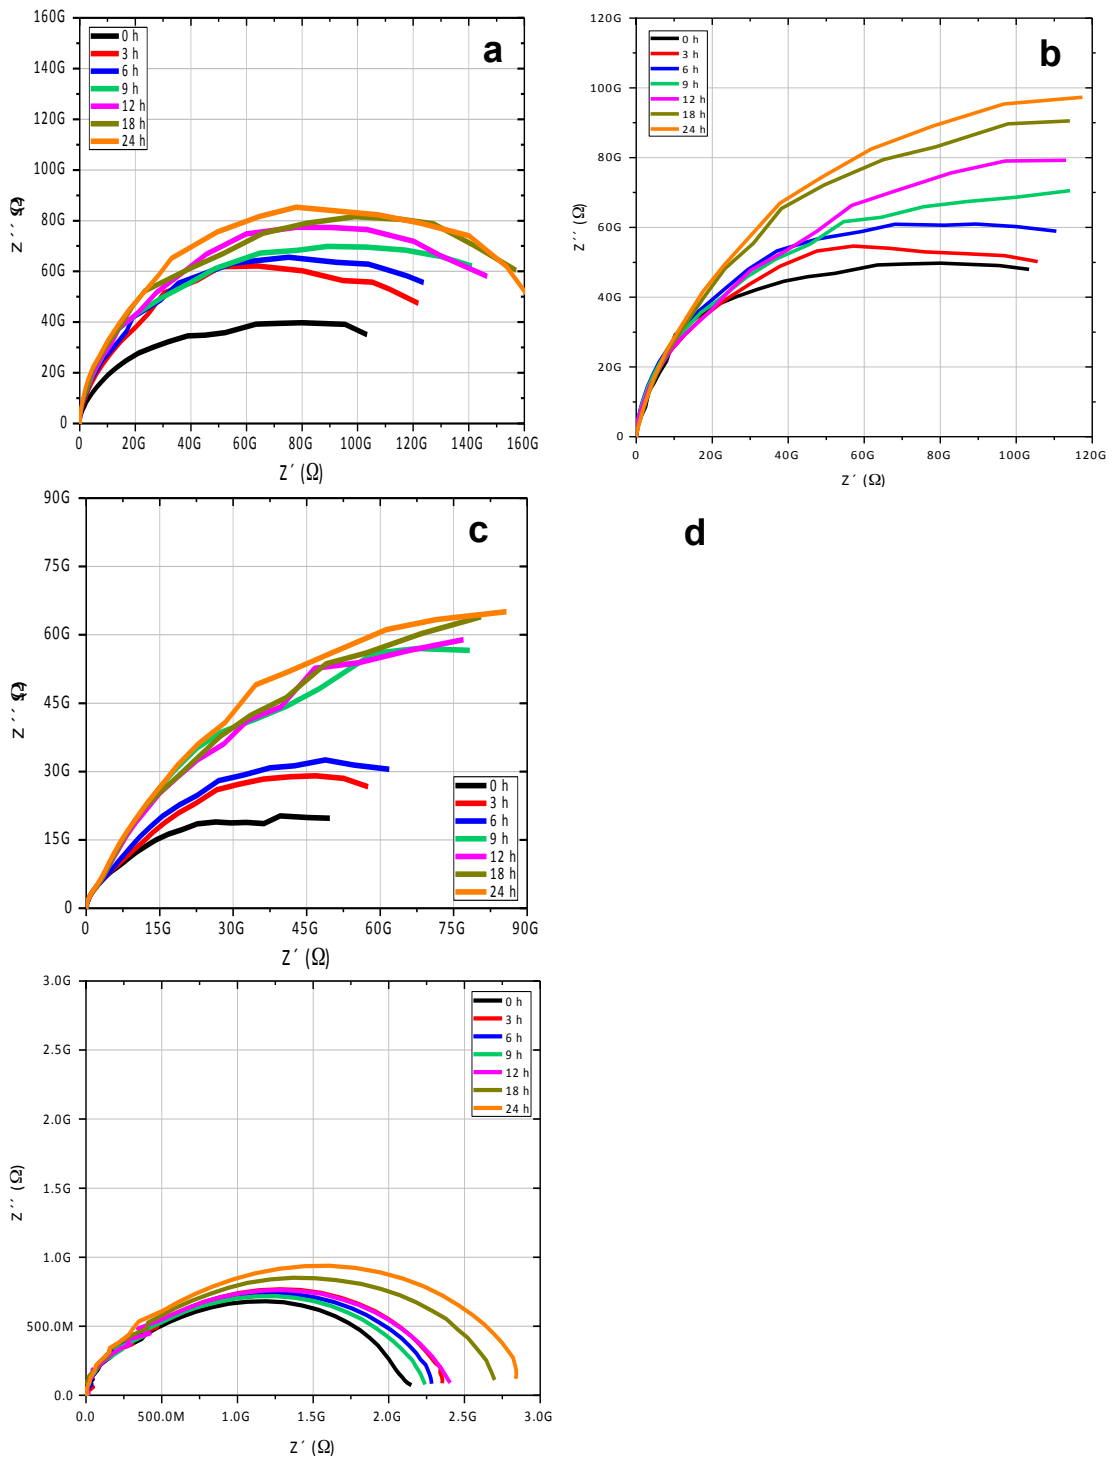 a
160G
140G
120G
100G
80G
60G
40G
20G
0
0 h
3 h
6 h
9 h
12 h
18 h
24 h
Z´´ (Ω)
0 20G 40G 60G 80G 100G 120G 140G 160G
Z´ (Ω)
b
120G
100G
80G
60G
40G
20G
0
0 h
3 h
6 h
9 h
12 h
18 h
24 h
Z´´ (Ω)
0 20G 40G 60G 80G 100G 120G
Z´ (Ω)
c
90G
75G
60G
45G
30G
15G
0
0 h
3 h
6 h
9 h
12 h
18 h
24 h
Z´´ (Ω)
0 15G 30G 45G 60G 75G 90G
Z´ (Ω)
d
3.0G
2.5G
2.0G
1.5G
1.0G
500.0M
0.0
0 h
3 h
6 h
9 h
12 h
18 h
24 h
Z´´ (Ω)
0.0 500.0M 1.0G 1.5G 2.0G 2.5G 3.0G
Z´ (Ω)